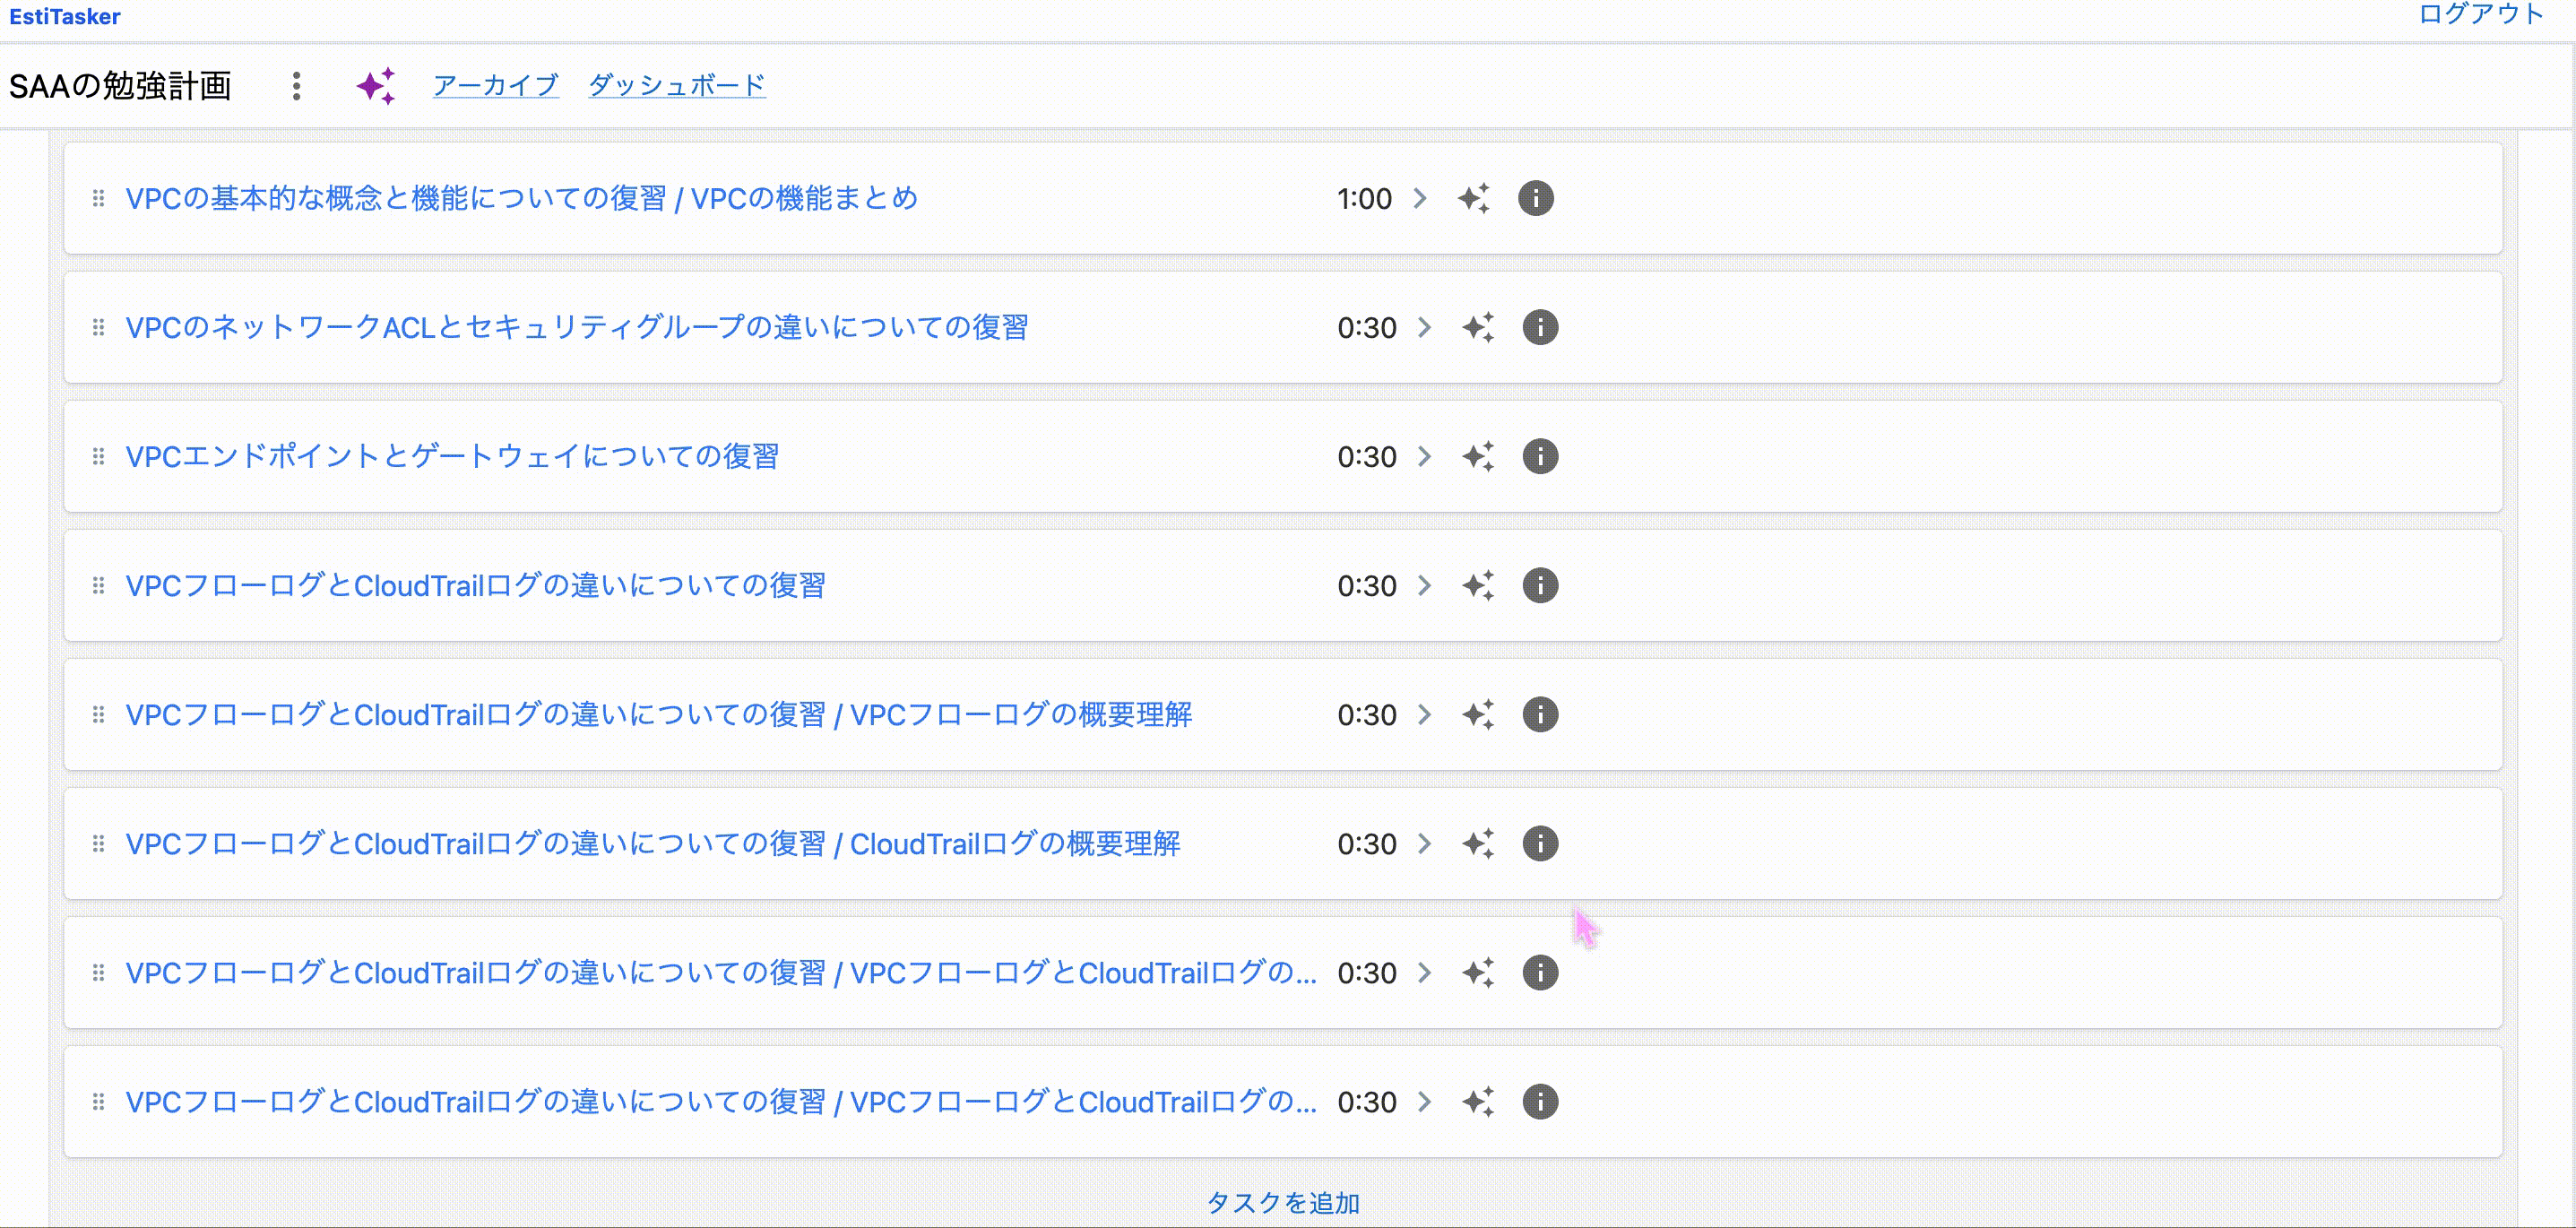 EstiTasker ログアウト
SAAの勉強計画 アーカイブ ダッシュボード
VPCの基本的な概念と機能についての復習 / VPCの機能まとめ 1:00
VPCのネットワークACLとセキュリティグループの違いについての復習 0:30
VPCエンドポイントとゲートウェイについての復習 0:30
VPCフローログとCloudTrailログの違いについての復習 0:30
VPCフローログとCloudTrailログの違いについての復習 / VPCフローログの概要理解 0:30
VPCフローログとCloudTrailログの違いについての復習 / CloudTrailログの概要理解 0:30
VPCフローログとCloudTrailログの違いについての復習 / VPCフローログとCloudTrailログの... 0:30
VPCフローログとCloudTrailログの違いについての復習 / VPCフローログとCloudTrailログの... 0:30
タスクを追加